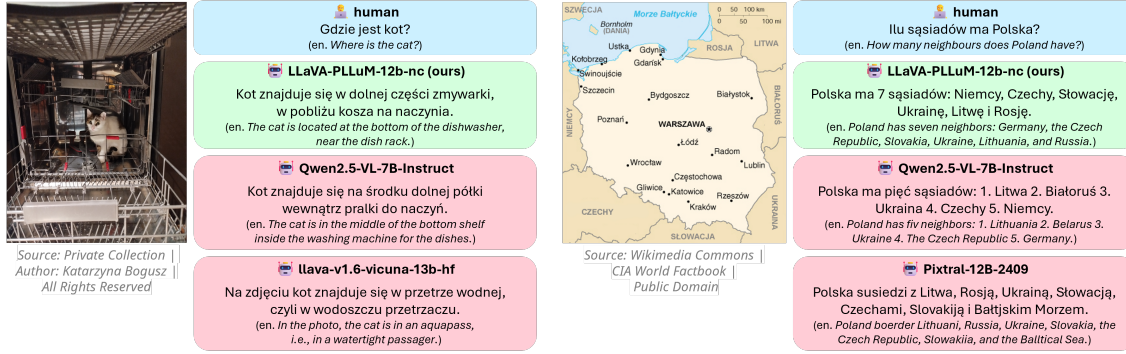 human
Gdzie jest kot?
(en. Where is the cat?)
LLaVA-PLLuM-12b-nc (ours)
Kot znajduje się w dolnej części zmywarki,
w pobliżu kosza na naczynia.
(en. The cat is located at the bottom of the dishwasher,
near the dish rack.)
Qwen2.5-VL-7B-Instruct
Kot znajduje się na środku dolnej półki
wewnątrz pralki do naczyń.
(en. The cat is in the middle of the bottom shelf
inside the washing machine for the dishes.)
llava-v1.6-vicuna-13b-hf
Na zdjęciu kot znajduje się w przetrze wodnej,
czyli w wodoszczu przetrzaczu.
(en. In the photo, the cat is in an aquapass,
i.e., in a watertight passager.)
Source: Private Collection |
Author: Katarzyna Bogusz |
All Rights Reserved
SZWECJA
Morze Bałtyckie
0 50 100 km
0 50 100 mi
Bornholm
(DANIA)
ROSJA
LITWA
Ustka
Gdynia
Kołobrzeg
Gdańsk
Świnoujście
Szczecin
Bydgoszcz
Białystok
BIAŁORUŚ
NIEMCY
Poznań
WARSZAWA
Łódź
Radom
Lublin
Wrocław
Częstochowa
Gliwice
Katowice
Rzeszów
Kraków
UKRAINA
CZECHY
SŁOWACJA
Source: Wikimedia Commons |
CIA World Factbook |
Public Domain
human
Ilu sąsiadów ma Polska?
(en. How many neighbours does Poland have?)
LLaVA-PLLuM-12b-nc (ours)
Polska ma 7 sąsiadów: Niemcy, Czechy, Słowację,
Ukrainę, Litwę i Rosję.
(en. Poland has seven neighbors: Germany, the Czech
Republic, Slovakia, Ukraine, Lithuania, and Russia.)
Qwen2.5-VL-7B-Instruct
Polska ma pięć sąsiadów: 1. Litwa 2. Białoruś 3.
Ukraina 4. Czechy 5. Niemcy.
(en. Poland has fiv neighbors: 1. Lithuania 2. Belarus 3.
Ukraine 4. The Czech Republic 5. Germany.)
Pixtral-12B-2409
Polska susiedzi z Litwa, Rosją, Ukrainą, Słowacją,
Czechami, Slovakiją i Bałtjskim Morzem.
(en. Poland boerder Lithuani, Russia, Ukraine, Slovakia, the
Czech Republic, Slowakiia, and the Balltical Sea.)